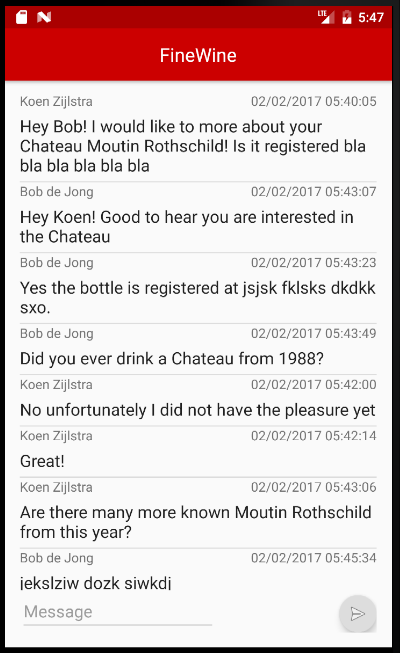 LTE 5:47
FineWine
Koen Zijlstra 02/02/2017 05:40:05
Hey Bob! I would like to more about your
Chateau Moutin Rothschild! Is it registered bla
bla bla bla bla bla
Bob de Jong 02/02/2017 05:43:07
Hey Koen! Good to hear you are interested in
the Chateau
Bob de Jong 02/02/2017 05:43:23
Yes the bottle is registered at jsjsk fklsks dkdkk
sxo.
Bob de Jong 02/02/2017 05:43:49
Did you ever drink a Chateau from 1988?
Koen Zijlstra 02/02/2017 05:42:00
No unfortunately I did not have the pleasure yet
Koen Zijlstra 02/02/2017 05:42:14
Great!
Koen Zijlstra 02/02/2017 05:43:06
Are there many more known Moutin Rothschild
from this year?
Bob de Jong 02/02/2017 05:45:34
jekslziw dozk siwkdj
Message